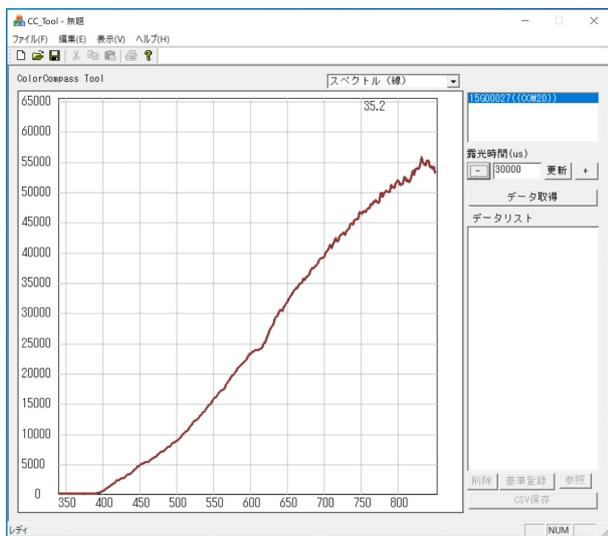 CC_Tool - 無題
ファイル(F) 編集(E) 表示(V) ヘルプ(H)
ColorCompass Tool
スペクトル (線)
35.2
65000
60000
55000
50000
45000
40000
35000
30000
25000
20000
15000
10000
5000
0
350 400 450 500 550 600 650 700 750 800
15G00027((COM20))
露光時間(us)
- 30000 更新 +
データ取得
データリスト
削除 基準登録 参照
CSV保存
レディ
NUM